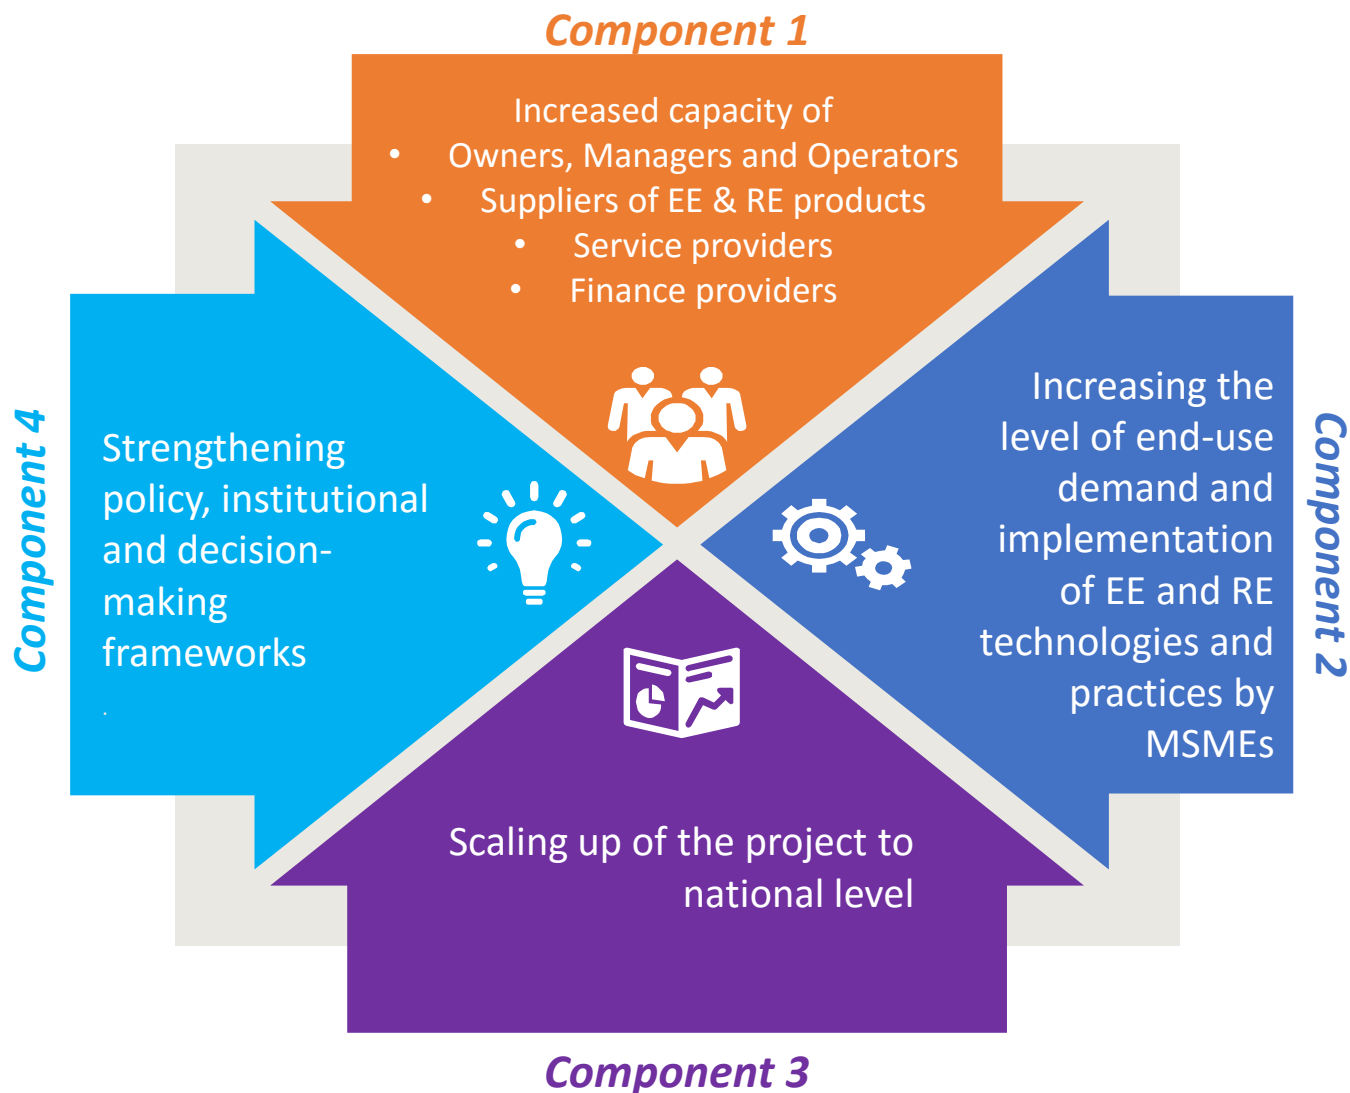 Component 1
Increased capacity of
• Owners, Managers and Operators
• Suppliers of EE & RE products
• Service providers
• Finance providers
Component 2
Increasing the
level of end-use
demand and
implementation
of EE and RE
technologies and
practices by
MSMEs
Component 3
Scaling up of the project to
national level
Component 4
Strengthening
policy, institutional
and decision-
making
frameworks
.